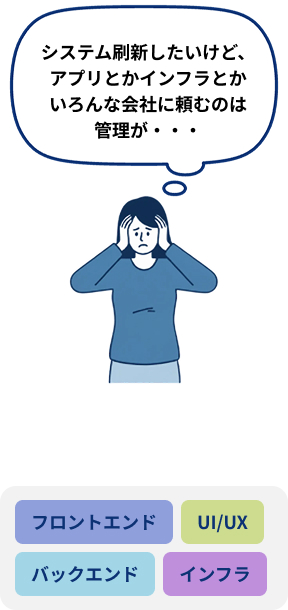 システム刷新したいけど、
アプリとかインフラとか
いろんな会社に頼むのは
管理が・・・
フロントエンド
UI/UX
バックエンド
インフラ